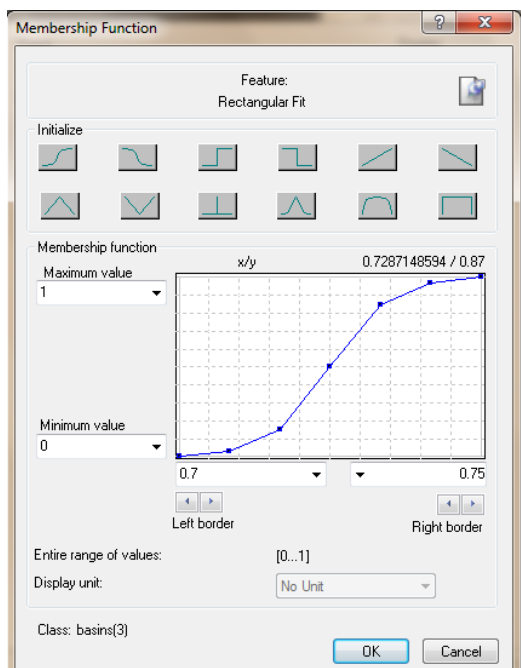 Membership Function
?
X
Feature:
Rectangular Fit
Initialize
Membership function
x/y 0.7287148594 / 0.87
Maximum value
1
Minimum value
0
0.7 0.75
Left border Right border
Entire range of values: [0...1]
Display unit: No Unit
Class: basins(3)
OK Cancel